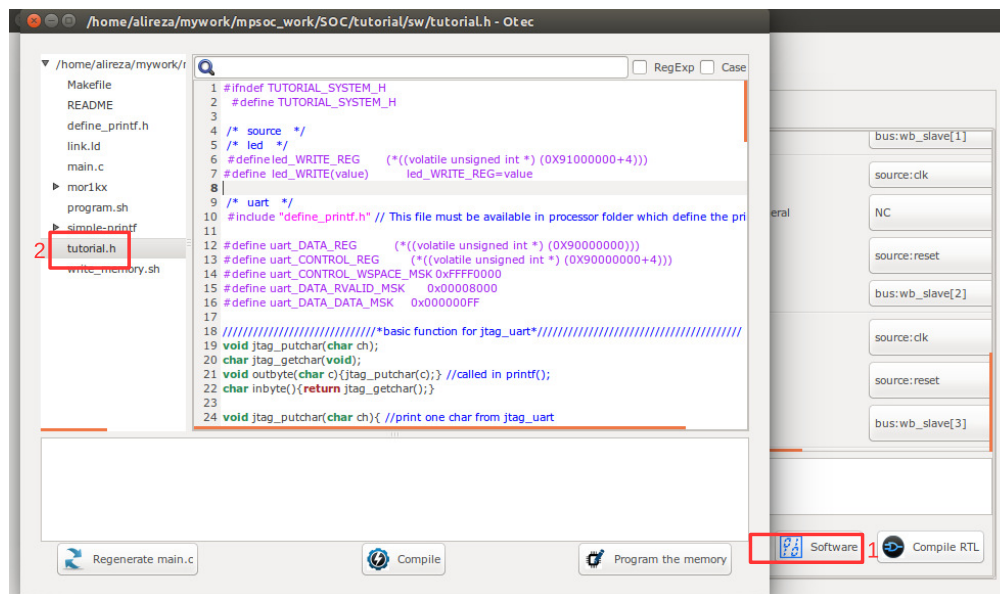 /home/alireza/mywork/mpsoc_work/SOC/tutorial/sw/tutorial.h - Otec
/home/alireza/mywork/r
Makefile
README
define_printf.h
link.ld
main.c
mor1kx
program.sh
simple-printf
tutorial.h
write_memory.sh
2
RegExp Case
1 #ifndef TUTORIAL_SYSTEM_H
2 #define TUTORIAL_SYSTEM_H
3
4 /* source */
5 /* led */
6 #define led_WRITE_REG (*((volatile unsigned int *) (0X91000000+4)))
7 #define led_WRITE(value) led_WRITE_REG=value
8
9 /* uart */
10 #include "define_printf.h" // This file must be available in processor folder which define the pri
11
12 #define uart_DATA_REG (*((volatile unsigned int *) (0X90000000)))
13 #define uart_CONTROL_REG (*((volatile unsigned int *) (0X90000000+4)))
14 #define uart_CONTROL_WSPACE_MSK 0xFFFF0000
15 #define uart_DATA_RVALID_MSK 0x00008000
16 #define uart_DATA_DATA_MSK 0x000000FF
17
18 //////////////////////////////*basic function for jtag_uart*////////////////////////////////////////
19 void jtag_putchar(char ch);
20 char jtag_getchar(void);
21 void outbyte(char c){jtag_putchar(c);} //called in printf();
22 char inbyte(){return jtag_getchar();}
23
24 void jtag_putchar(char ch){ //print one char from jtag_uart
Regenerate main.c
Compile
Program the memory
bus:wb_slave[1]
source:clk
eral
NC
source:reset
bus:wb_slave[2]
source:clk
source:reset
bus:wb_slave[3]
Software
1
Compile RTL